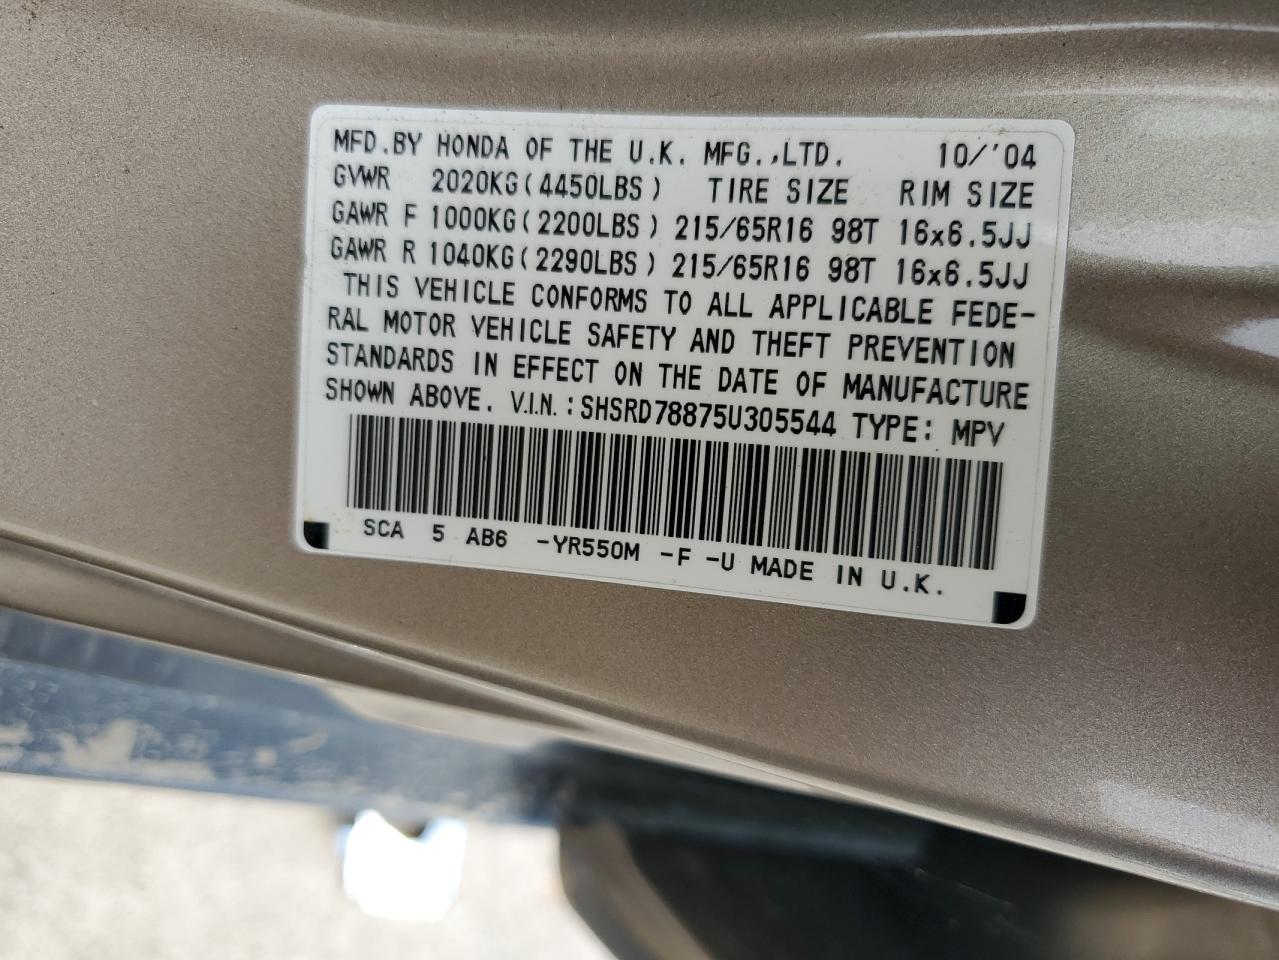 MFD.BY HONDA OF THE U.K. MFG.,LTD. 10/'04
GVWR 2020KG(4450LBS) TIRE SIZE RIM SIZE
GAWR F 1000KG(2200LBS) 215/65R16 98T 16x6.5JJ
GAWR R 1040KG(2290LBS) 215/65R16 98T 16x6.5JJ
THIS VEHICLE CONFORMS TO ALL APPLICABLE FEDE-
RAL MOTOR VEHICLE SAFETY AND THEFT PREVENTION
STANDARDS IN EFFECT ON THE DATE OF MANUFACTURE
SHOWN ABOVE. V.I.N.:SHSRD78875U305544 TYPE: MPV
SCA 5 AB6 -YR550M -F -U MADE IN U.K.